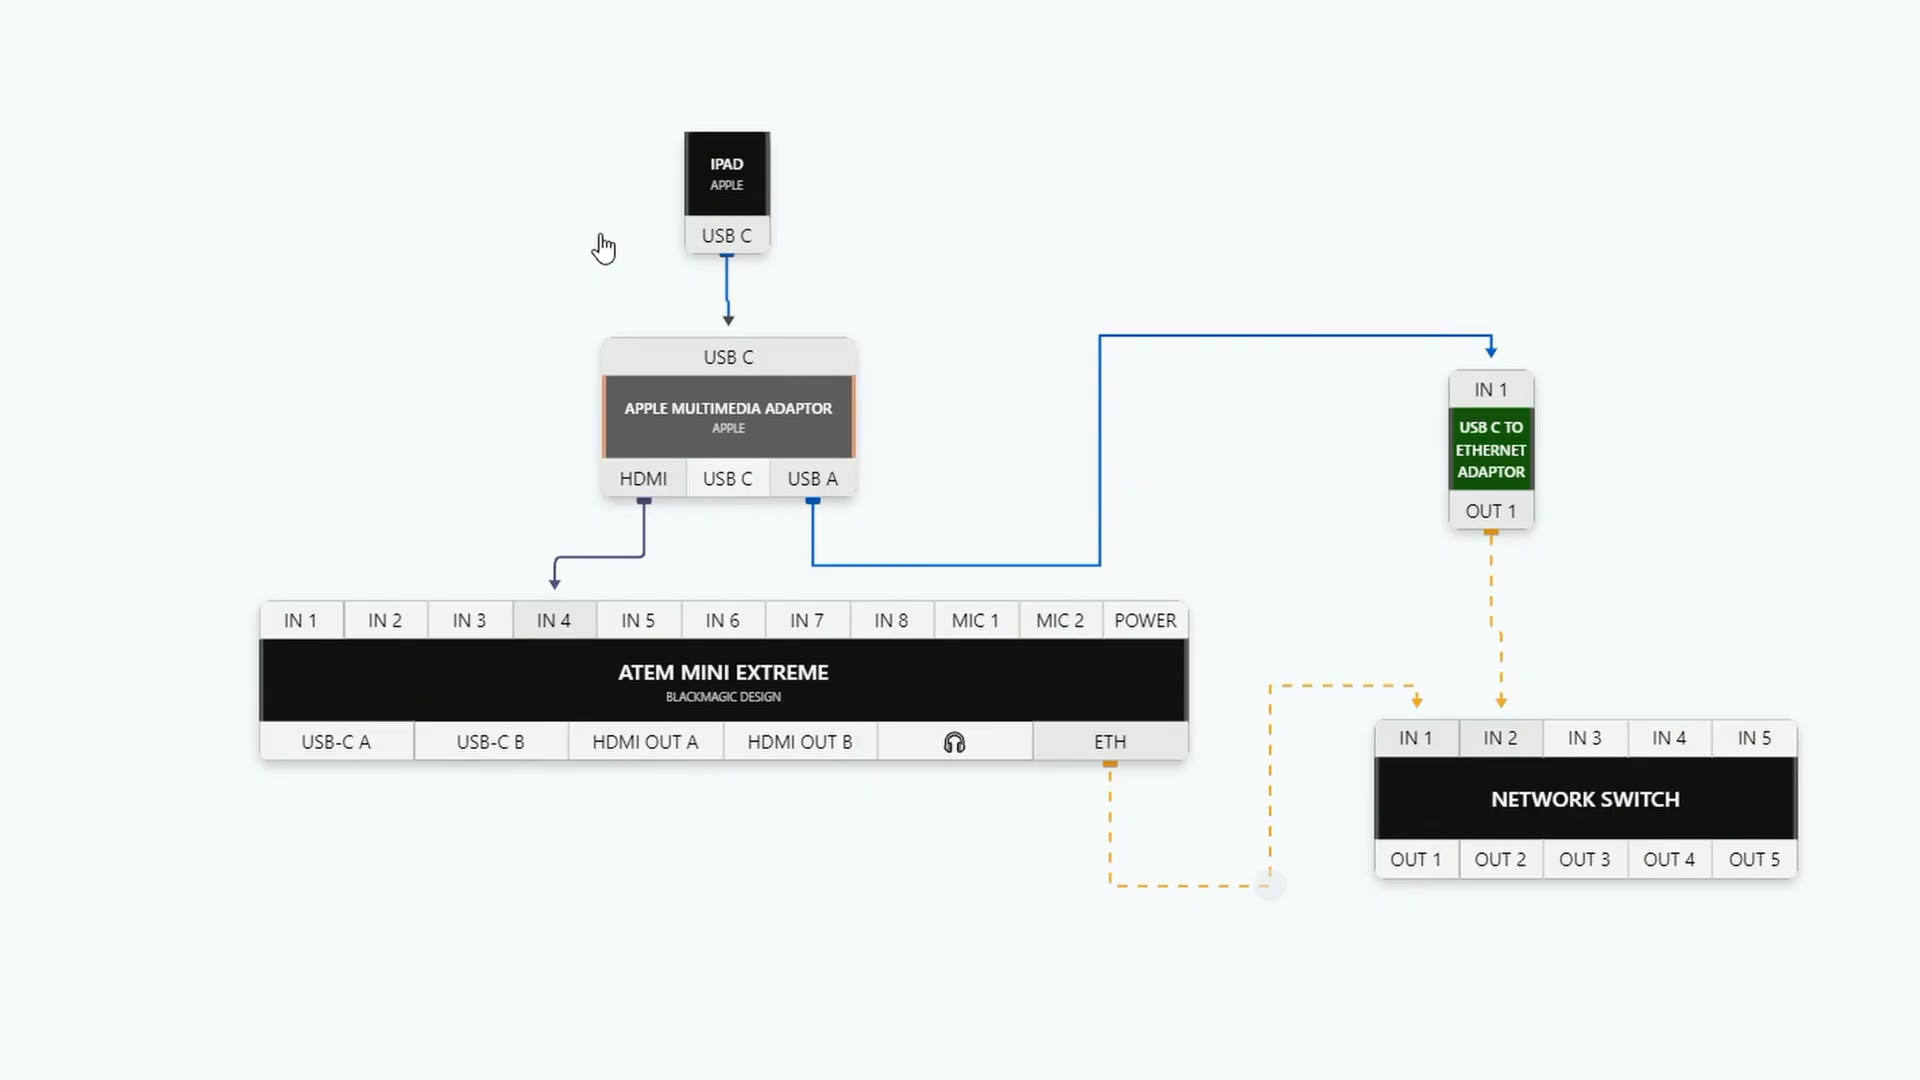 IPAD
APPLE
USB C
USB C
APPLE MULTIMEDIA ADAPTOR
APPLE
HDMI USB C USB A
IN 1
USB C TO
ETHERNET
ADAPTOR
OUT 1
IN 1 IN 2 IN 3 IN 4 IN 5 IN 6 IN 7 IN 8 MIC 1 MIC 2 POWER
ATEM MINI EXTREME
BLACKMAGIC DESIGN
USB-C A USB-C B HDMI OUT A HDMI OUT B ETH
IN 1 IN 2 IN 3 IN 4 IN 5
NETWORK SWITCH
OUT 1 OUT 2 OUT 3 OUT 4 OUT 5